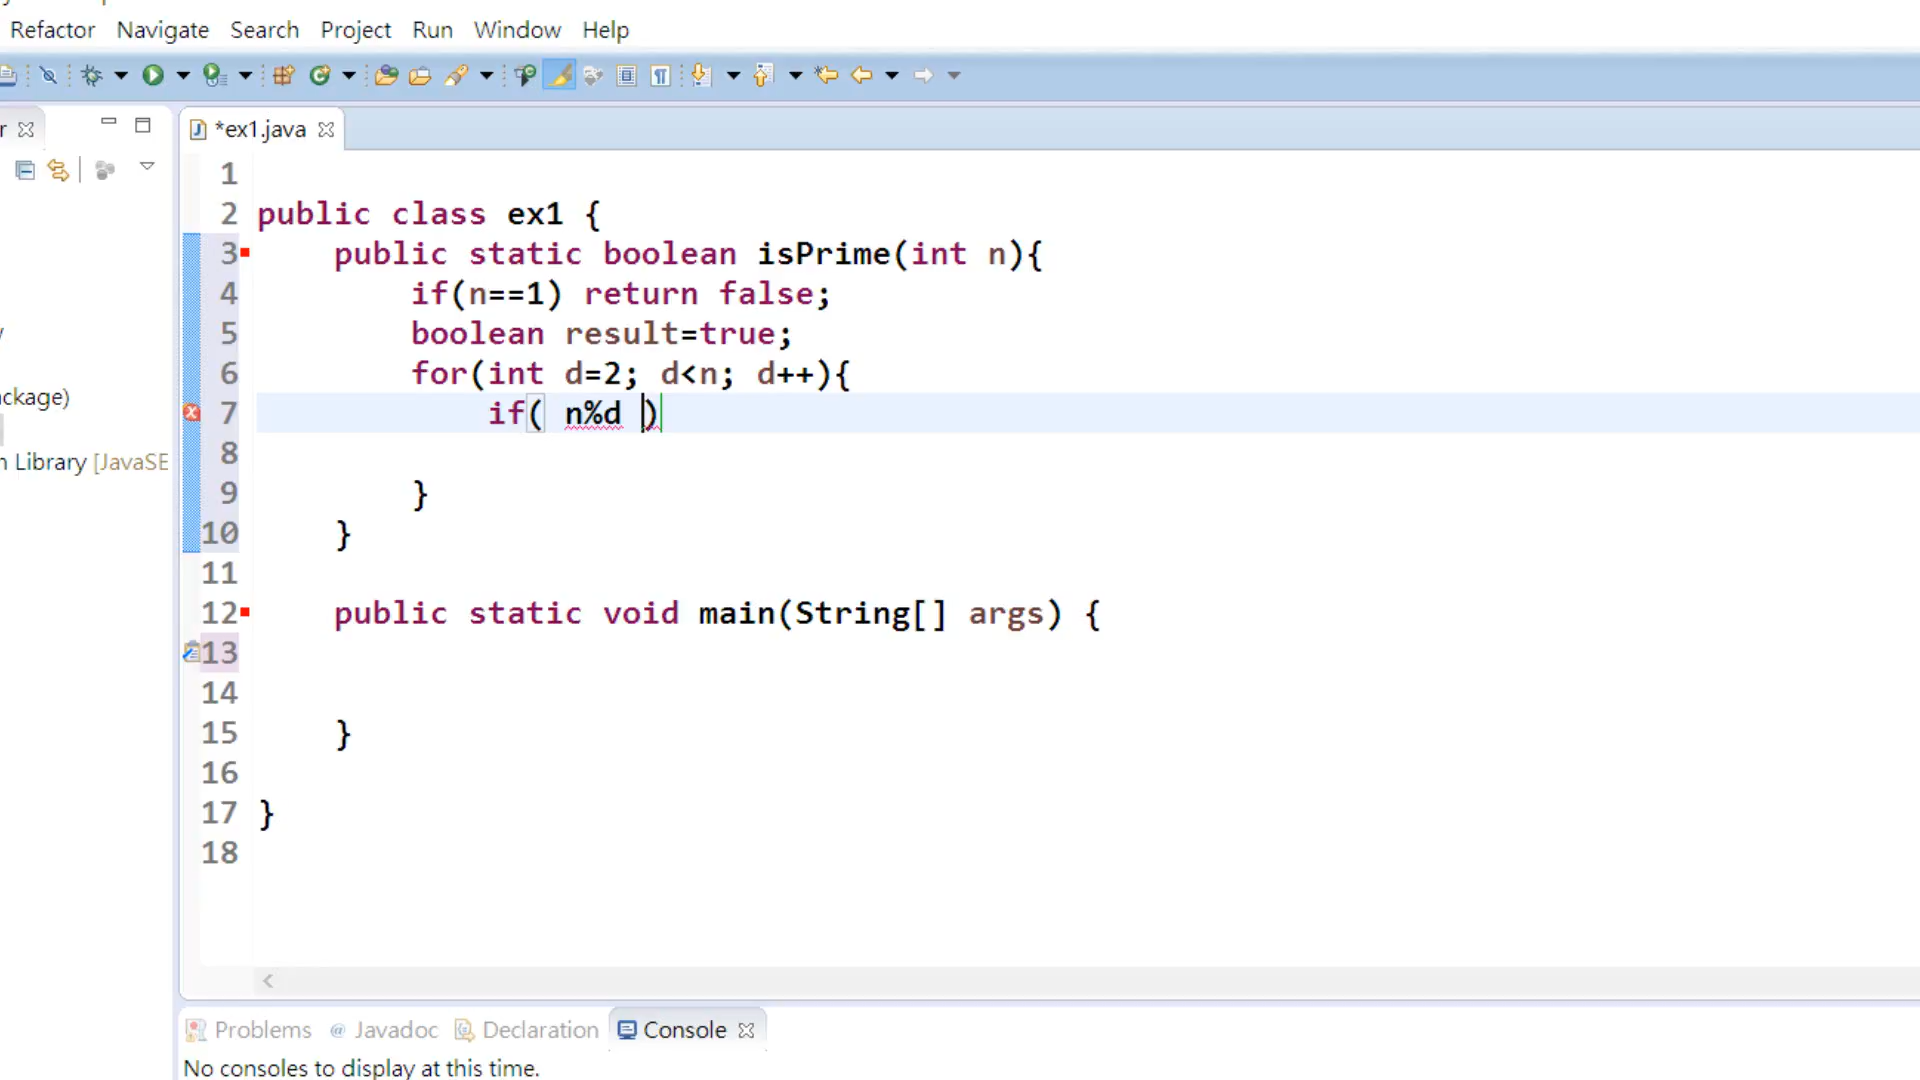 Refactor Navigate Search Project Run Window Help
*ex1.java
1
2 public class ex1 {
3 public static boolean isPrime(int n){
4 if(n==1) return false;
5 boolean result=true;
6 for(int d=2; d<n; d++){
7 if( n%d )
8
9 }
10 }
11
12 public static void main(String[] args) {
13
14
15 }
16
17 }
18
ckage)
n Library [JavaSE
Problems @ Javadoc Declaration Console
No consoles to display at this time.